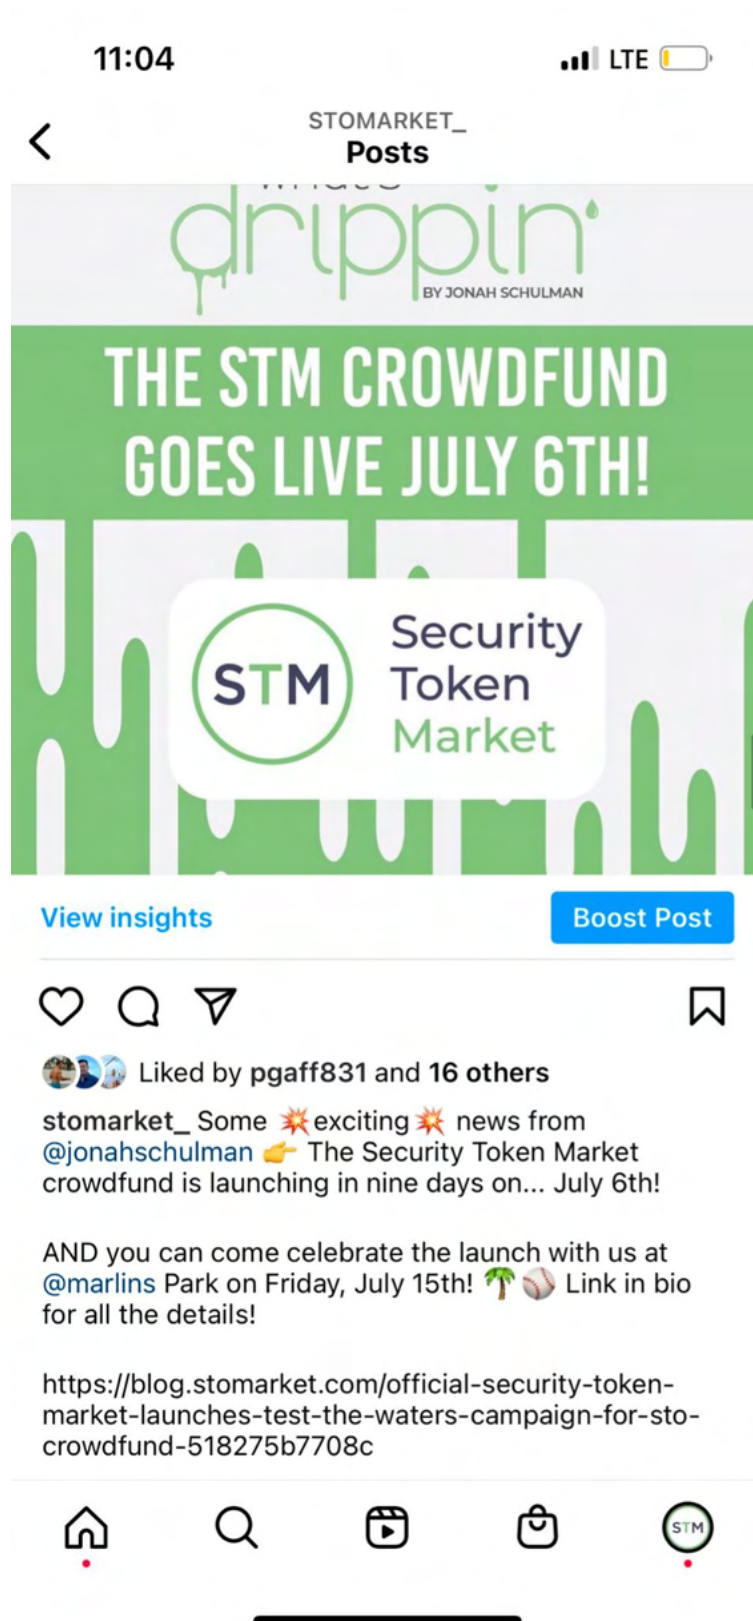 11:04
LTE
STOMARKET_
Posts
drippin'
BY JONAH SCHULMAN
THE STM CROWDFUND
GOES LIVE JULY 6TH!
STM
Security
Token
Market
View insights
Boost Post
Liked by pgaff831 and 16 others
stomarket_ Some 💥exciting💥 news from
@jonahschulman 👉 The Security Token Market
crowdfund is launching in nine days on... July 6th!
AND you can come celebrate the launch with us at
@marlins Park on Friday, July 15th! 🌴⚾ Link in bio
for all the details!
https://blog.stomarket.com/official-security-token-
market-launches-test-the-waters-campaign-for-sto-
crowdfund-518275b7708c
STM